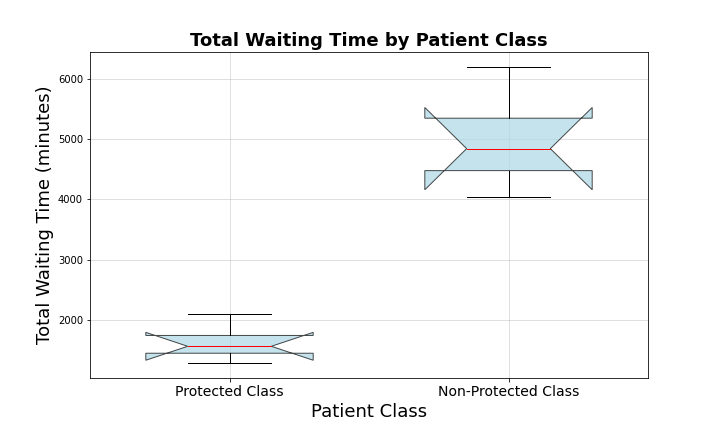 Total Waiting Time by Patient Class
Total Waiting Time (minutes)
6000
5000
4000
3000
2000
Protected Class
Non-Protected Class
Patient Class